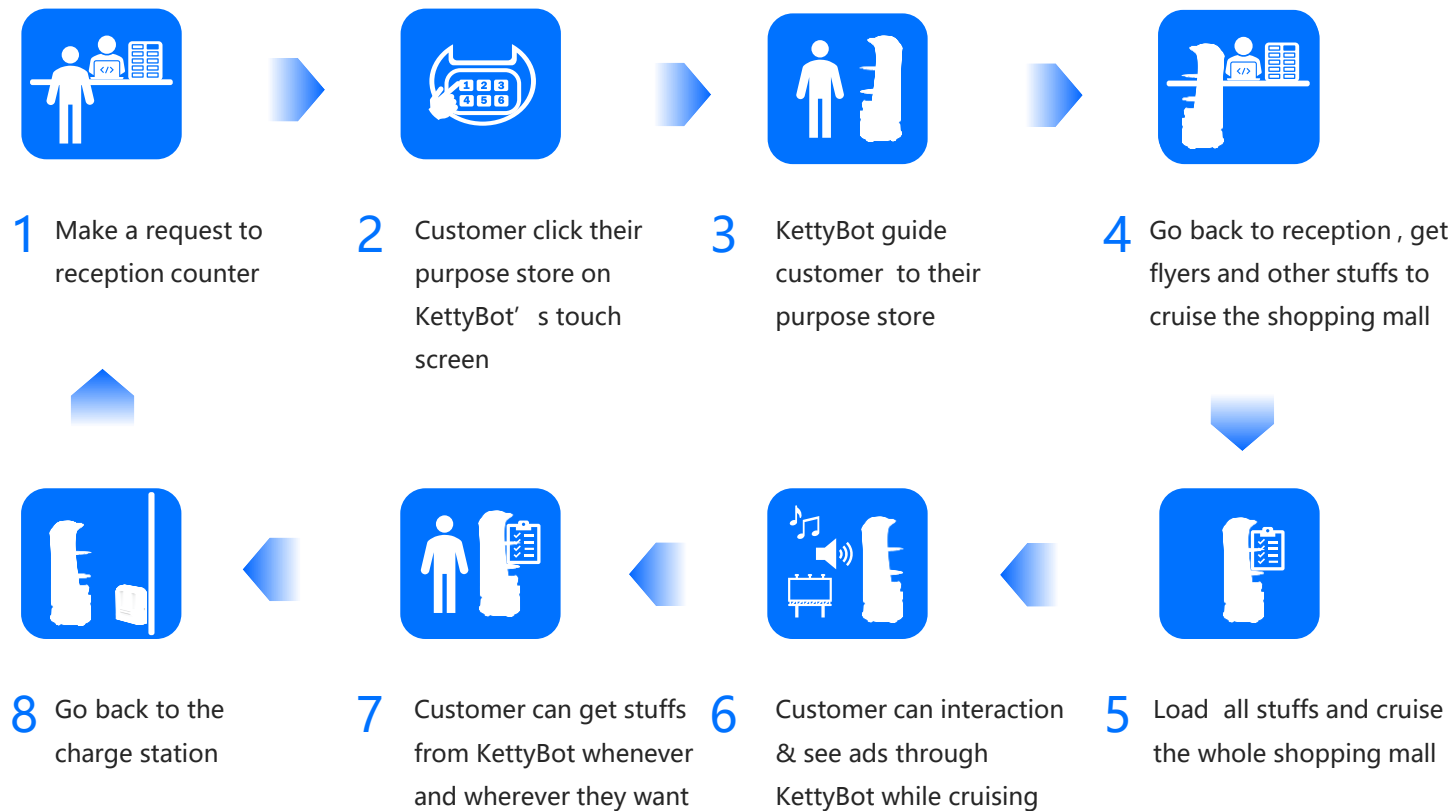 1 Make a request to
reception counter
2 Customer click their
purpose store on
KettyBot’ s touch
screen
3 KettyBot guide
customer to their
purpose store
4 Go back to reception , get
flyers and other stuffs to
cruise the shopping mall
5 Load all stuffs and cruise
the whole shopping mall
6 Customer can interaction
& see ads through
KettyBot while cruising
7 Customer can get stuffs
from KettyBot whenever
and wherever they want
8 Go back to the
charge station